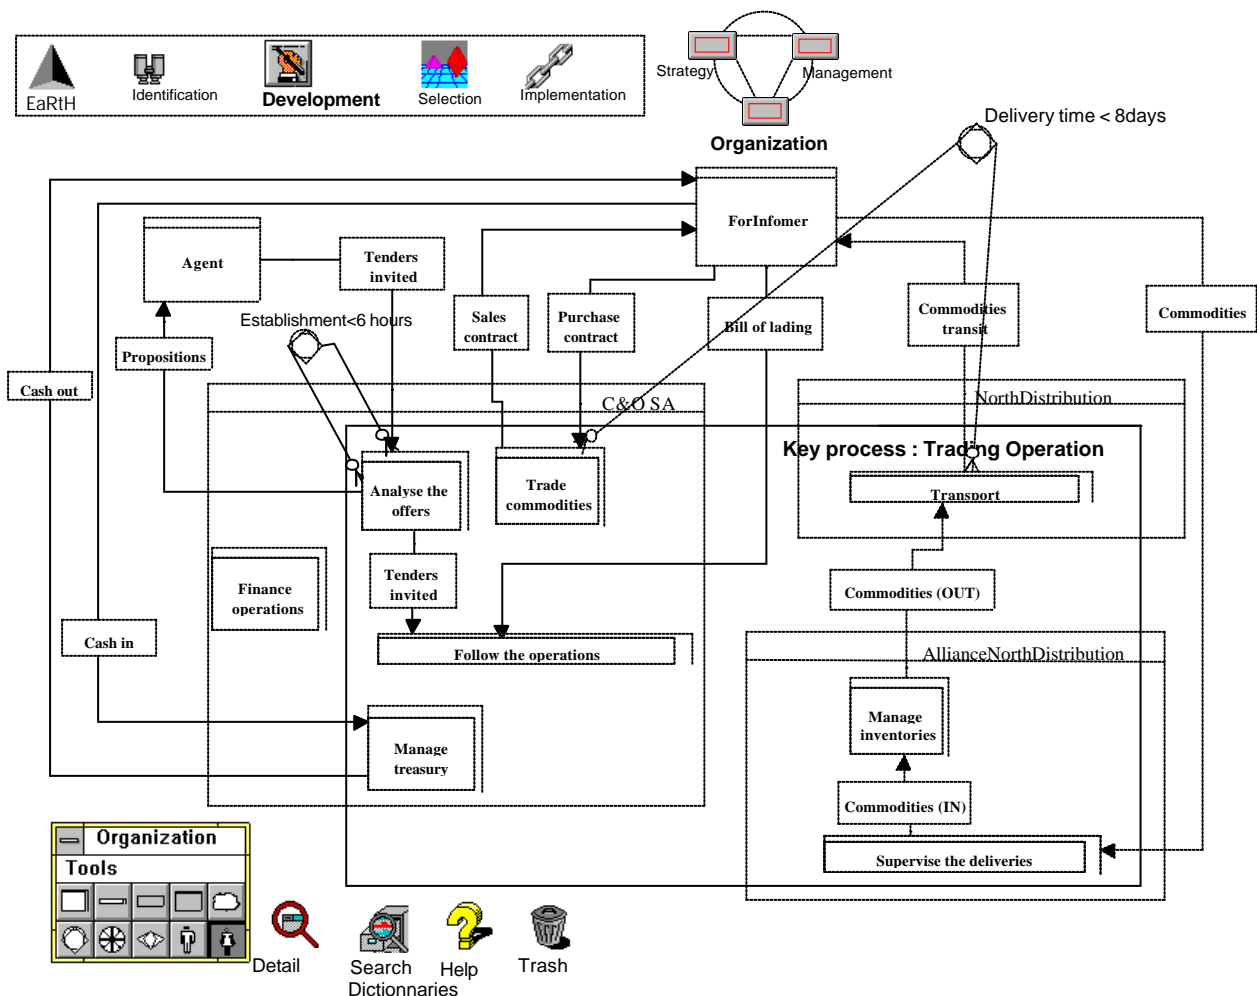 EaRtH
Identification
Development
Selection
Implementation
Strategy
Management
Organization
Delivery time < 8days
ForInfomer
Agent
Tenders
invited
Sales
contract
Purchase
contract
Bill of lading
Commodities
transit
Commodities
Establishment<6 hours
Propositions
Cash out
C&O SA
NorthDistribution
Key process : Trading Operation
Analyse the
offers
Trade
commodities
Transport
Finance
operations
Tenders
invited
Commodities (OUT)
Cash in
Follow the operations
AllianceNorthDistribution
Manage
inventories
Manage
treasury
Commodities (IN)
Supervise the deliveries
Organization
Tools
Detail
Search
Dictionnaries
Help
Trash